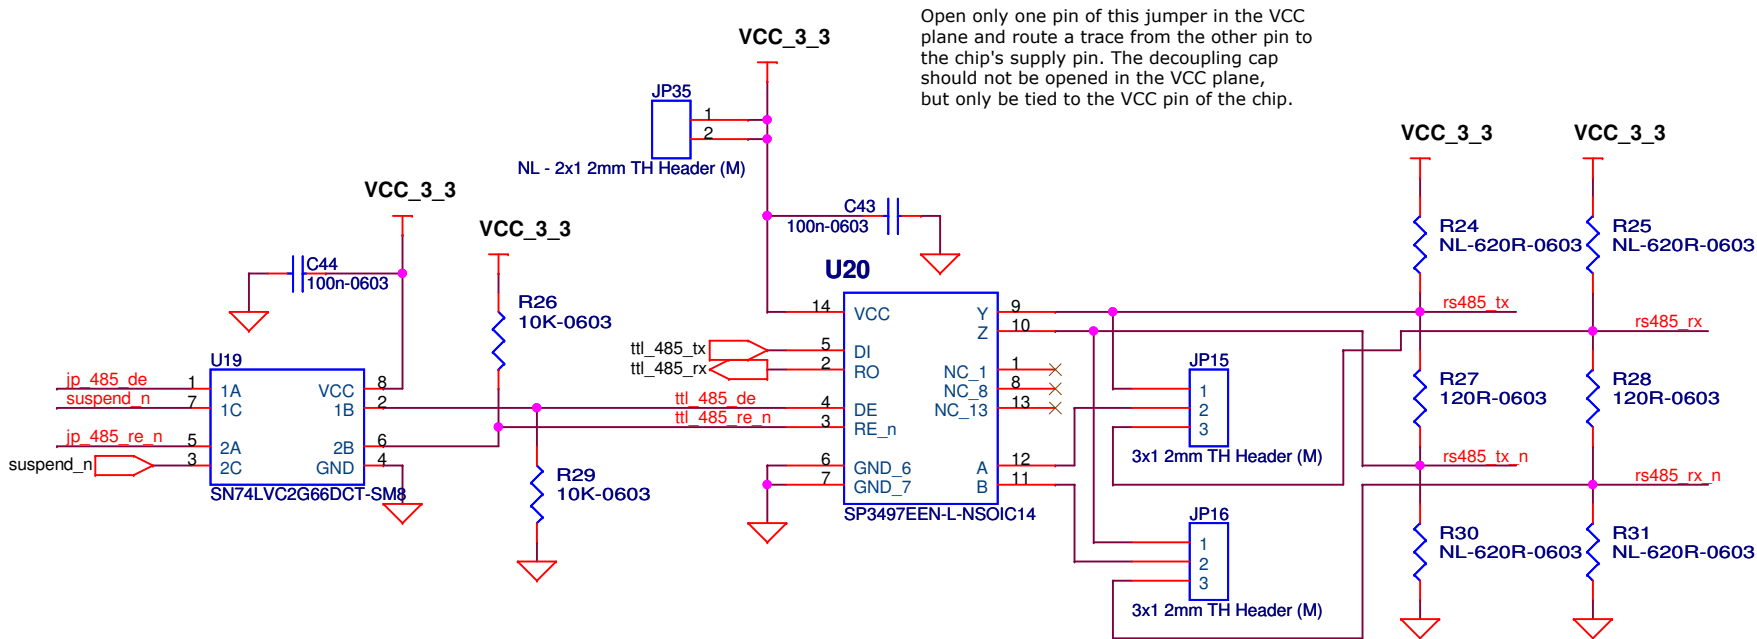 Open only one pin of this jumper in the VCC
plane and route a trace from the other pin to
the chip's supply pin. The decoupling cap
should not be opened in the VCC plane,
but only be tied to the VCC pin of the chip.
VCC_3_3
JP35
1
2
NL - 2x1 2mm TH Header (M)
VCC_3_3
VCC_3_3
VCC_3_3
VCC_3_3
C43
100n-0603
C44
100n-0603
R26
10K-0603
R24
NL-620R-0603
R25
NL-620R-0603
U20
14 VCC
5 DI
2 RO
4 DE
3 RE_n
6 GND_6
7 GND_7
Y 9
Z 10
NC_1 1
NC_8 8
NC_13 13
A 12
B 11
SP3497EEN-L-NSOIC14
ttl_485_tx
ttl_485_rx
ttl_485_de
ttl_485_re_n
U19
jp_485_de 1 1A
suspend_n 7 1C
jp_485_re_n 5 2A
suspend_n 3 2C
VCC 8
1B 2
2B 6
GND 4
SN74LVC2G66DCT-SM8
R29
10K-0603
rs485_tx
rs485_rx
JP15
1
2
3
3x1 2mm TH Header (M)
R27
120R-0603
R28
120R-0603
rs485_tx_n
rs485_rx_n
JP16
1
2
3
3x1 2mm TH Header (M)
R30
NL-620R-0603
R31
NL-620R-0603